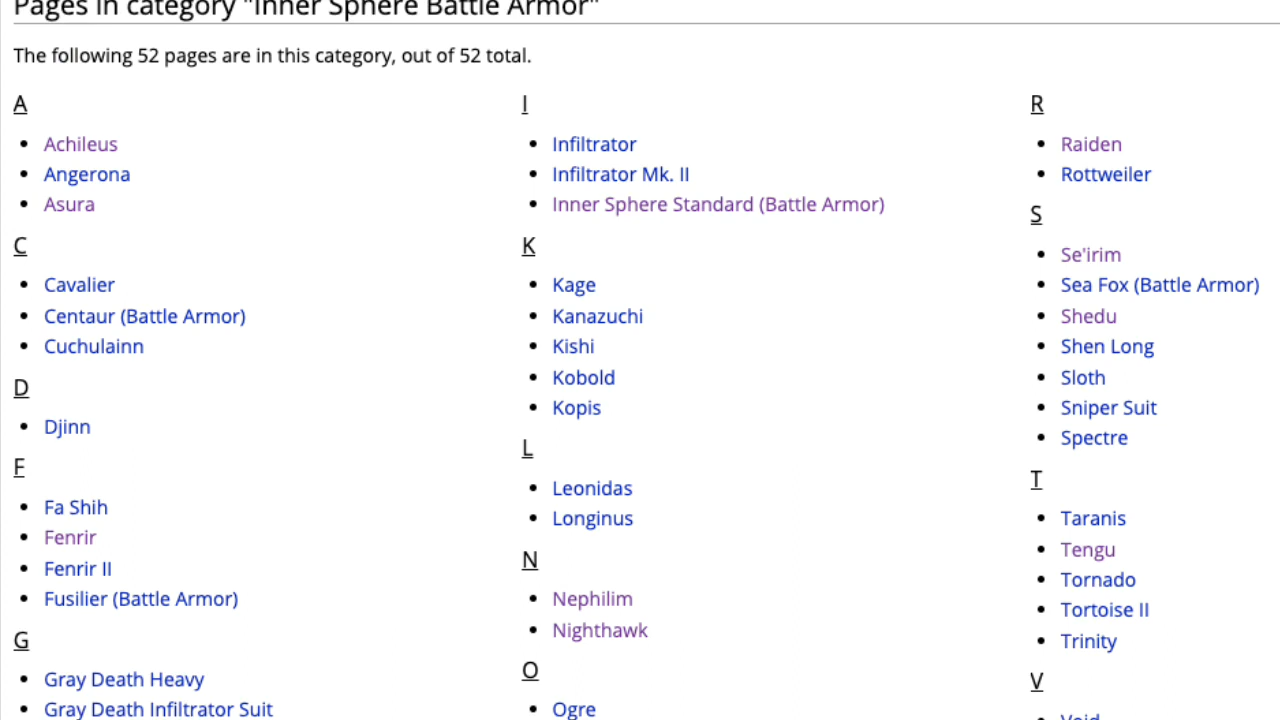 Pages in category "Inner Sphere Battle Armor"
The following 52 pages are in this category, out of 52 total.
A
Achileus
Angerona
Asura
C
Cavalier
Centaur (Battle Armor)
Cuchulainn
D
Djinn
F
Fa Shih
Fenrir
Fenrir II
Fusilier (Battle Armor)
G
Gray Death Heavy
Gray Death Infiltrator Suit
I
Infiltrator
Infiltrator Mk. II
Inner Sphere Standard (Battle Armor)
K
Kage
Kanazuchi
Kishi
Kobold
Kopis
L
Leonidas
Longinus
N
Nephilim
Nighthawk
O
Ogre
R
Raiden
Rottweiler
S
Se'irim
Sea Fox (Battle Armor)
Shedu
Shen Long
Sloth
Sniper Suit
Spectre
T
Taranis
Tengu
Tornado
Tortoise II
Trinity
V
Void